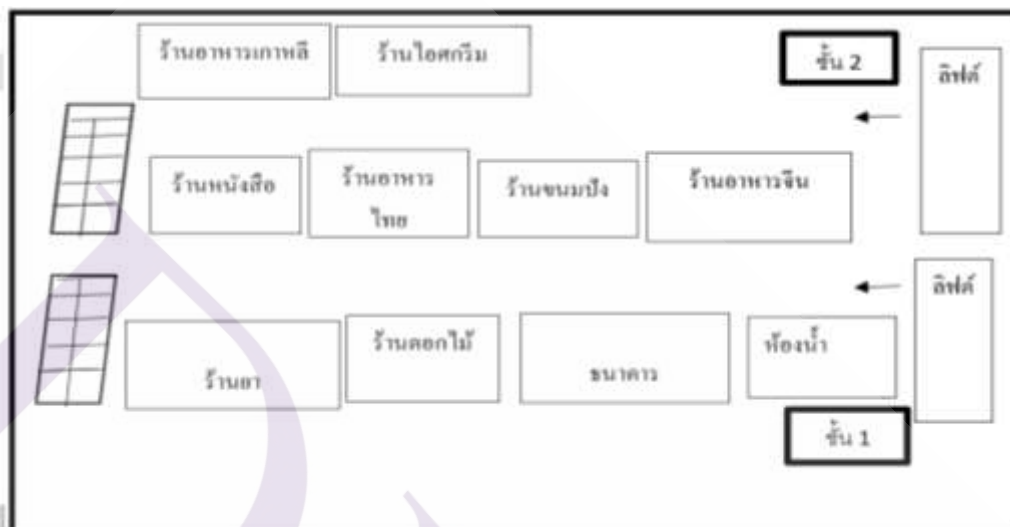 ร้านอาหารเกาหลี
ร้านไอศกรีม
ชั้น 2
ลิฟต์
ร้านหนังสือ
ร้านอาหาร
ไทย
ร้านขนมปัง
ร้านอาหารจีน
ลิฟต์
ร้านยา
ร้านดอกไม้
ธนาคาร
ห้องน้ำ
ชั้น 1